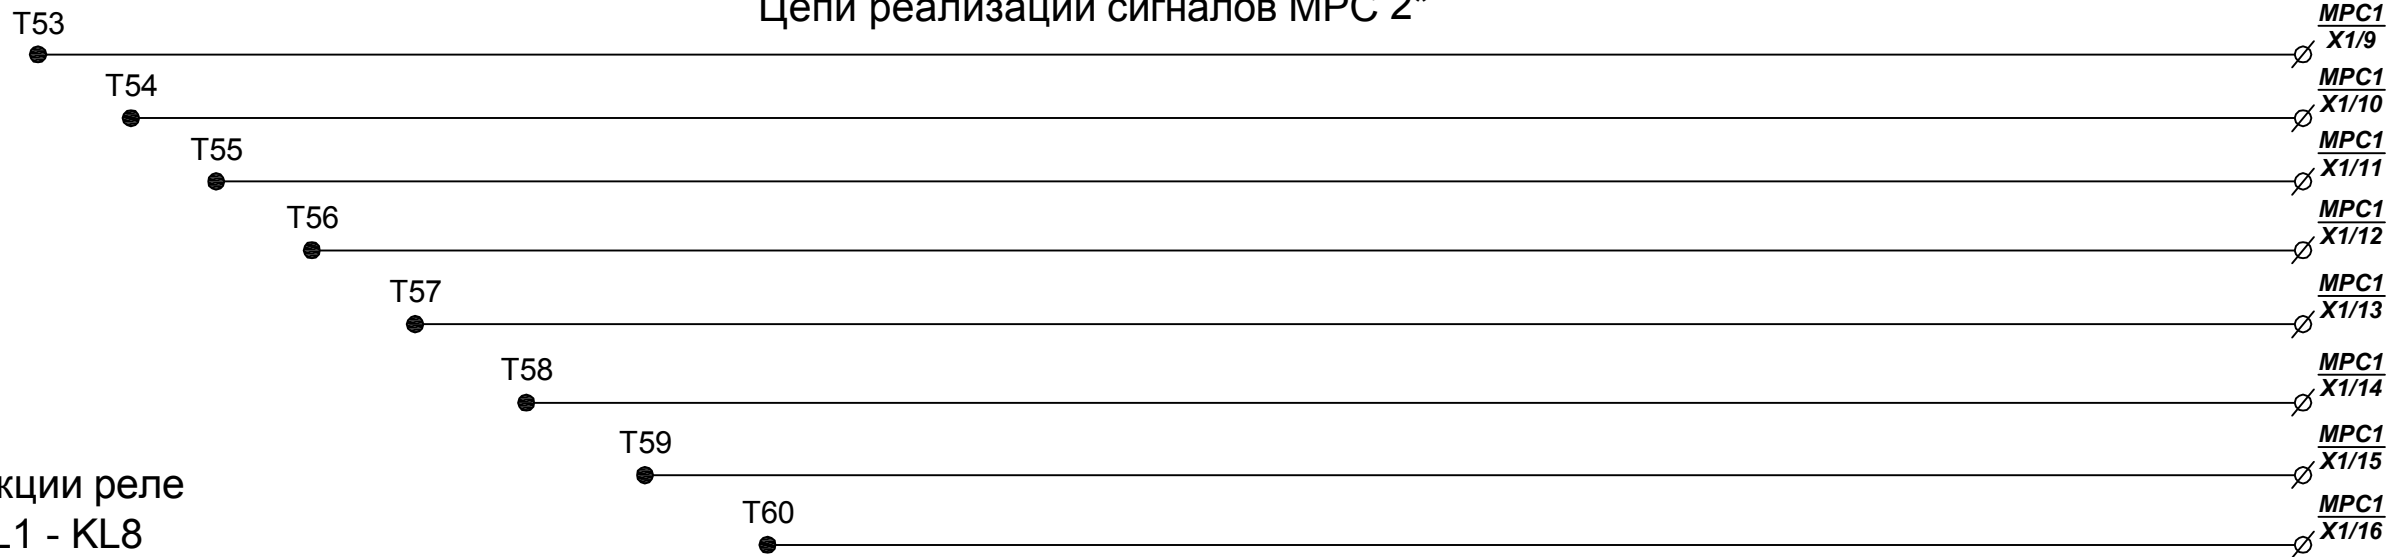 Цепи реализации сигналов МРС 2"
T53
MPC1
X1/9
T54
MPC1
X1/10
T55
MPC1
X1/11
T56
MPC1
X1/12
T57
MPC1
X1/13
T58
MPC1
X1/14
T59
MPC1
X1/15
кции реле
L1 - KL8
T60
MPC1
X1/16